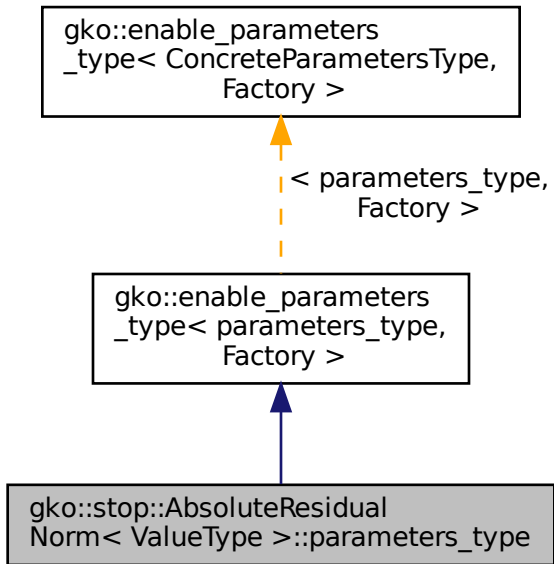 gko::enable_parameters
_type< ConcreteParametersType,
Factory >
< parameters_type,
Factory >
gko::enable_parameters
_type< parameters_type,
Factory >
gko::stop::AbsoluteResidual
Norm< ValueType >::parameters_type